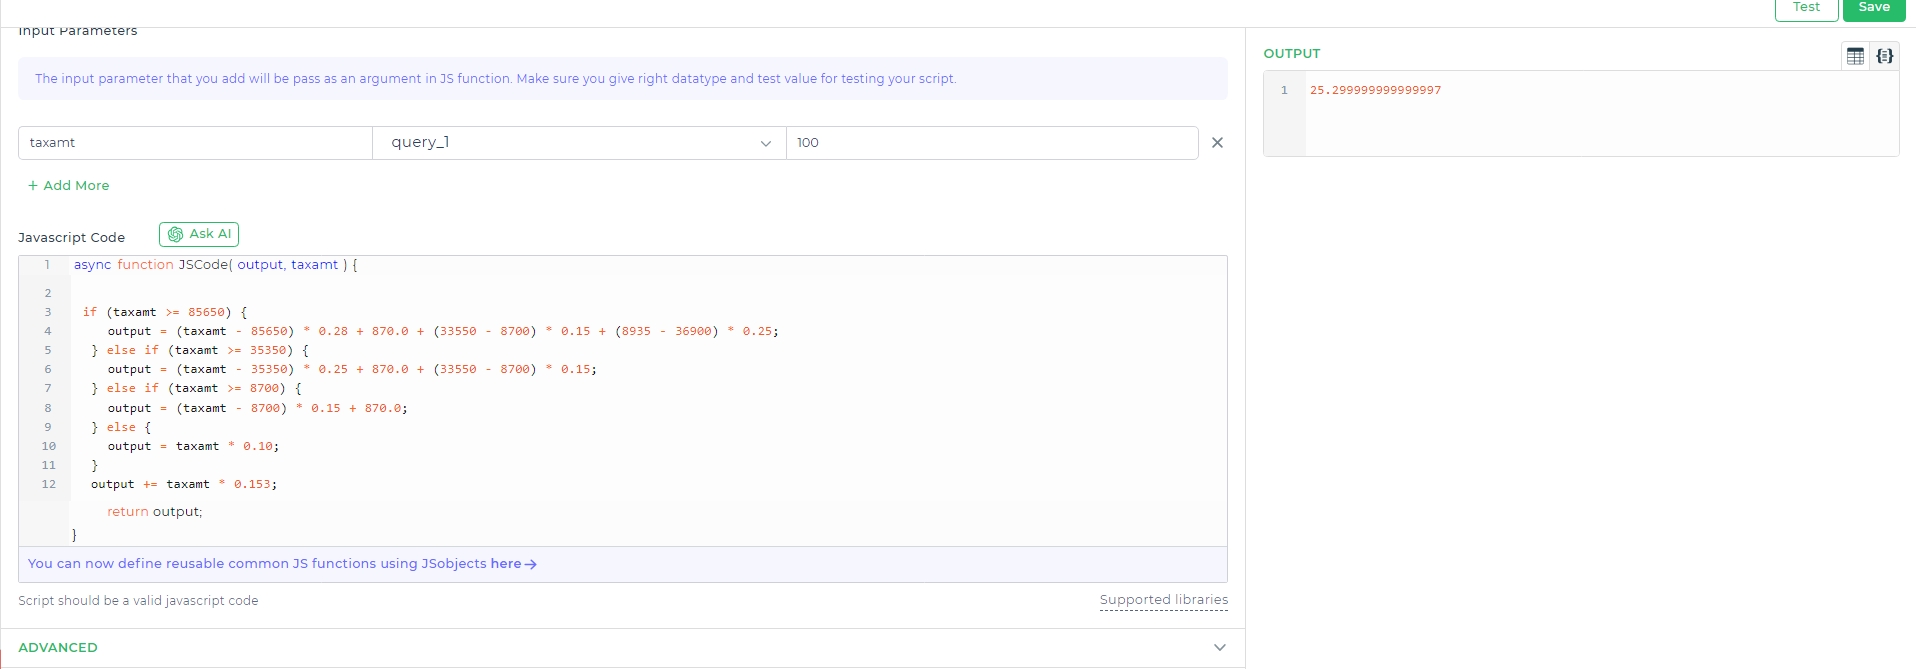 Test
Save
Input Parameters
The input parameter that you add will be pass as an argument in JS function. Make sure you give right datatype and test value for testing your script.
taxamt query_1 100
+ Add More
Javascript Code Ask AI
1 async function JSCode( output, taxamt ) {
2
3 if (taxamt >= 85650) {
4 output = (taxamt - 85650) * 0.28 + 870.0 + (33550 - 8700) * 0.15 + (8935 - 36900) * 0.25;
5 } else if (taxamt >= 35350) {
6 output = (taxamt - 35350) * 0.25 + 870.0 + (33550 - 8700) * 0.15;
7 } else if (taxamt >= 8700) {
8 output = (taxamt - 8700) * 0.15 + 870.0;
9 } else {
10 output = taxamt * 0.10;
11 }
12 output += taxamt * 0.153;
return output;
}
You can now define reusable common JS functions using JSobjects here→
Script should be a valid javascript code
Supported libraries
ADVANCED
OUTPUT
1 25.299999999999997